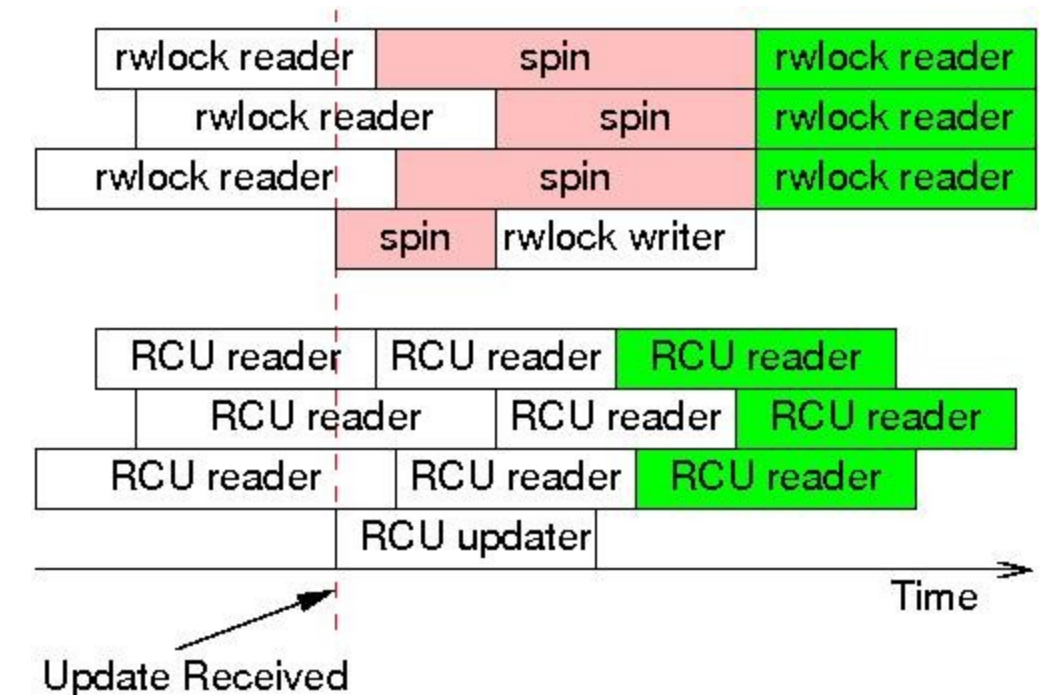 rwlock reader spin rwlock reader
rwlock reader spin rwlock reader
rwlock reader spin rwlock reader
spin rwlock writer
RCU reader RCU reader RCU reader
RCU reader RCU reader RCU reader
RCU reader RCU reader RCU reader
RCU updater
Time
Update Received